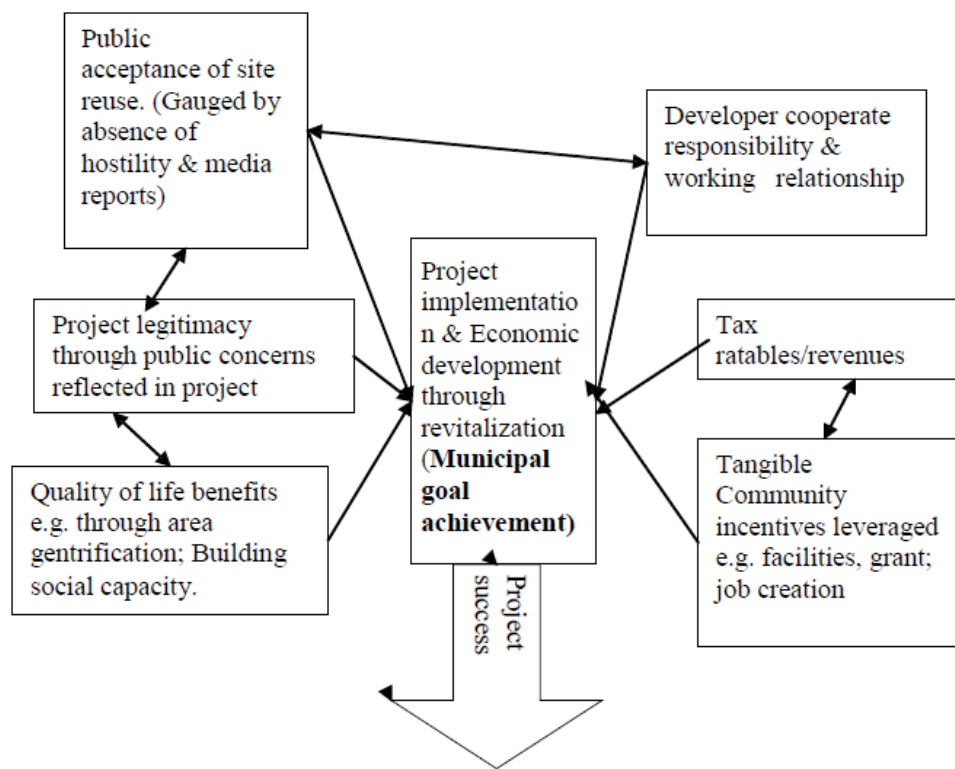 Public
acceptance of site
reuse. (Gauged by
absence of
hostility & media
reports)
Developer cooperate
responsibility &
working relationship
Project legitimacy
through public concerns
reflected in project
Project
implementatio
n & Economic
development
through
revitalization
(Municipal
goal
achievement)
Tax
ratables/revenues
Quality of life benefits
e.g. through area
gentrification; Building
social capacity.
Tangible
Community
incentives leveraged
e.g. facilities, grant;
job creation
Project
success